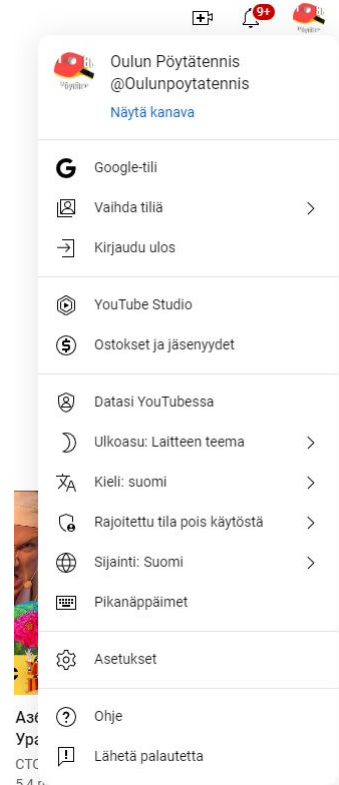 9+
Oulun Pöytätennis
@Oulunpoytatennis
Näytä kanava
Google-tili
Vaihda tiliä
Kirjaudu ulos
YouTube Studio
Ostokset ja jäsenyydet
Datasi YouTubessa
Ulkoasu: Laitteen teema
Kieli: suomi
Rajoitettu tila pois käytöstä
Sijainti: Suomi
Pikanäppäimet
Asetukset
Ohje
Lähetä palautetta